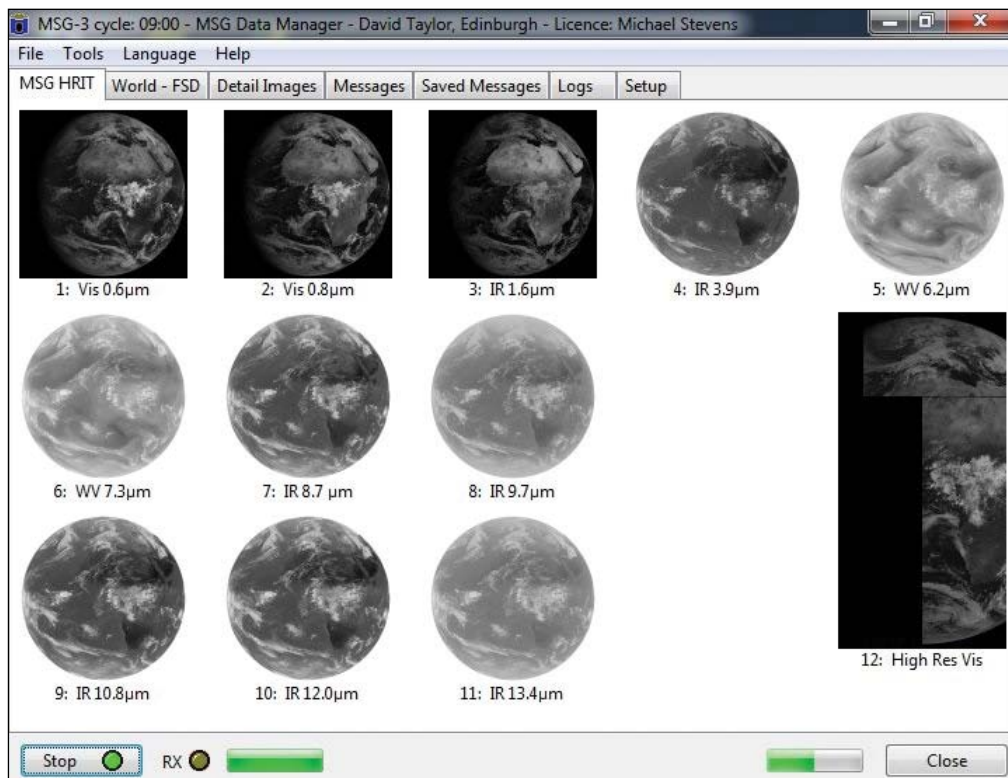 MSG-3 cycle: 09:00 - MSG Data Manager - David Taylor, Edinburgh - Licence: Michael Stevens
File Tools Language Help
MSG HRIT World - FSD Detail Images Messages Saved Messages Logs Setup
1: Vis 0.6µm 2: Vis 0.8µm 3: IR 1.6µm 4: IR 3.9µm 5: WV 6.2µm
6: WV 7.3µm 7: IR 8.7 µm 8: IR 9.7µm
12: High Res Vis
9: IR 10.8µm 10: IR 12.0µm 11: IR 13.4µm
Stop RX Close